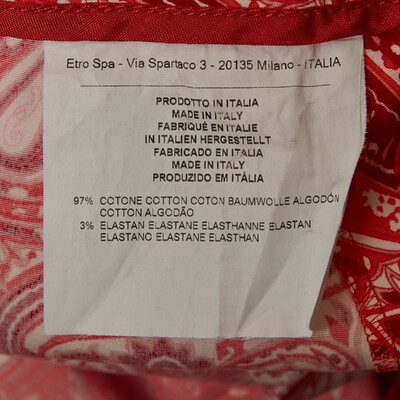 Etro Spa - Via Spartaco 3 - 20135 Milano - ITALIA
PRODOTTO IN ITALIA
MADE IN ITALY
FABRIQUÉ EN ITALIE
IN ITALIEN HERGESTELLT
FABRICADO EN ITALIA
MADE IN ITALY
PRODUZIDO EM ITÁLIA
97% COTONE COTTON COTON BAUMWOLLE ALGODÓN
COTTON ALGODÃO
3% ELASTAN ELASTANE ELASTHANNE ELASTAN
ELASTANO ELASTANE ELASTHAN